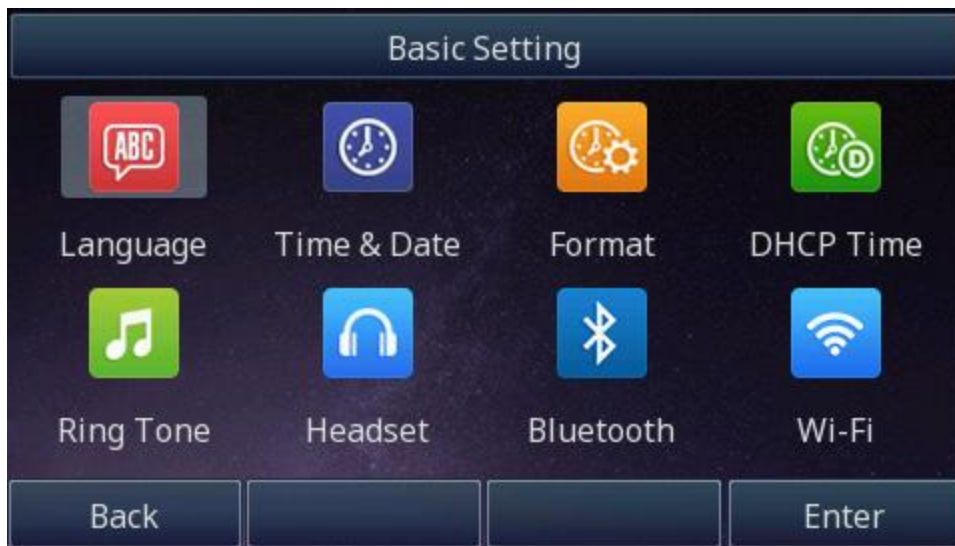 Basic Setting
ABC
Language Time & Date Format DHCP Time
D
Ring Tone Headset Bluetooth Wi-Fi
Back Enter